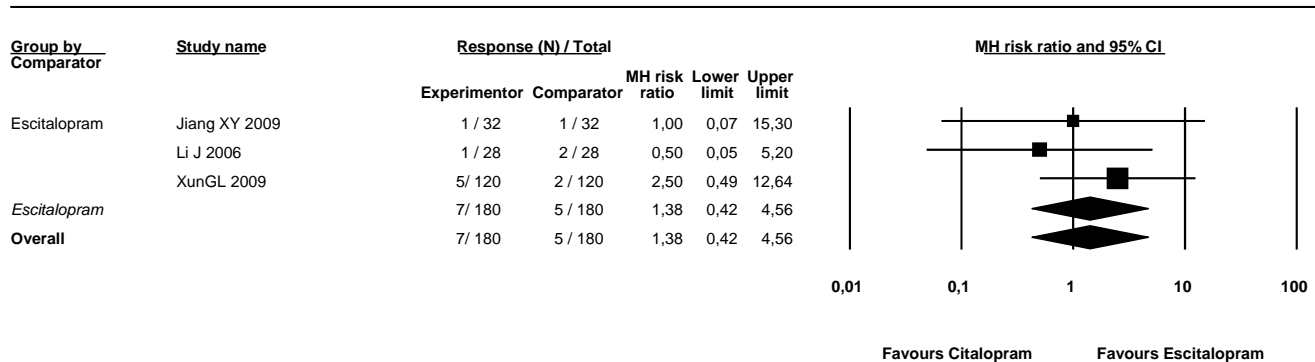 Group by Comparator Study name Response (N) / Total MH risk ratio and 95% CI
Experimentor Comparator MH risk ratio Lower limit Upper limit
Escitalopram Jiang XY 2009 1 / 32 1 / 32 1,00 0,07 15,30
Li J 2006 1 / 28 2 / 28 0,50 0,05 5,20
XunGL 2009 5/ 120 2 / 120 2,50 0,49 12,64
Escitalopram 7/ 180 5 / 180 1,38 0,42 4,56
Overall 7/ 180 5 / 180 1,38 0,42 4,56
0,01 0,1 1 10 100
Favours Citalopram Favours Escitalopram